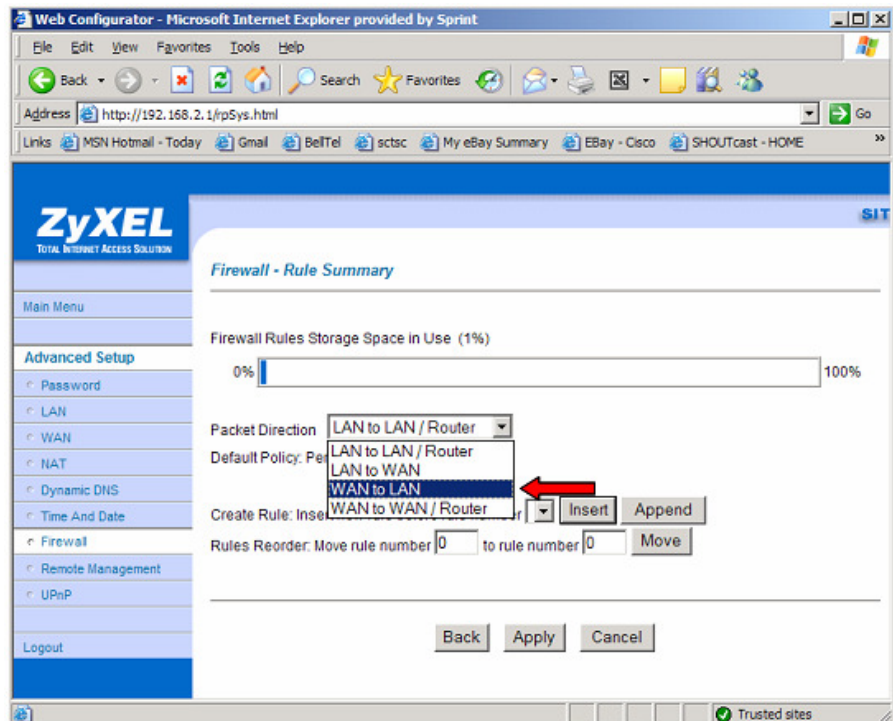 Web Configurator - Microsoft Internet Explorer provided by Sprint
File Edit View Favorites Tools Help
Back Search Favorites
Address http://192.168.2.1/rpSys.html Go
Links MSN Hotmail - Today Gmail BellTel sctsc My eBay Summary EBay - Cisco SHOUTcast - HOME »
ZyXEL SIT
TOTAL INTERNET ACCESS SOLUTION
Firewall - Rule Summary
Main Menu
Firewall Rules Storage Space in Use (1%)
Advanced Setup
0% 100%
Password
LAN
WAN
NAT
Dynamic DNS
Time And Date
Firewall
Remote Management
UPnP
Logout
Packet Direction LAN to LAN / Router
LAN to LAN / Router
Default Policy: Per
LAN to WAN
WAN to LAN
WAN to WAN / Router
Create Rule: Inse Insert Append
Rules Reorder: Move rule number 0 to rule number 0 Move
Back Apply Cancel
Trusted sites